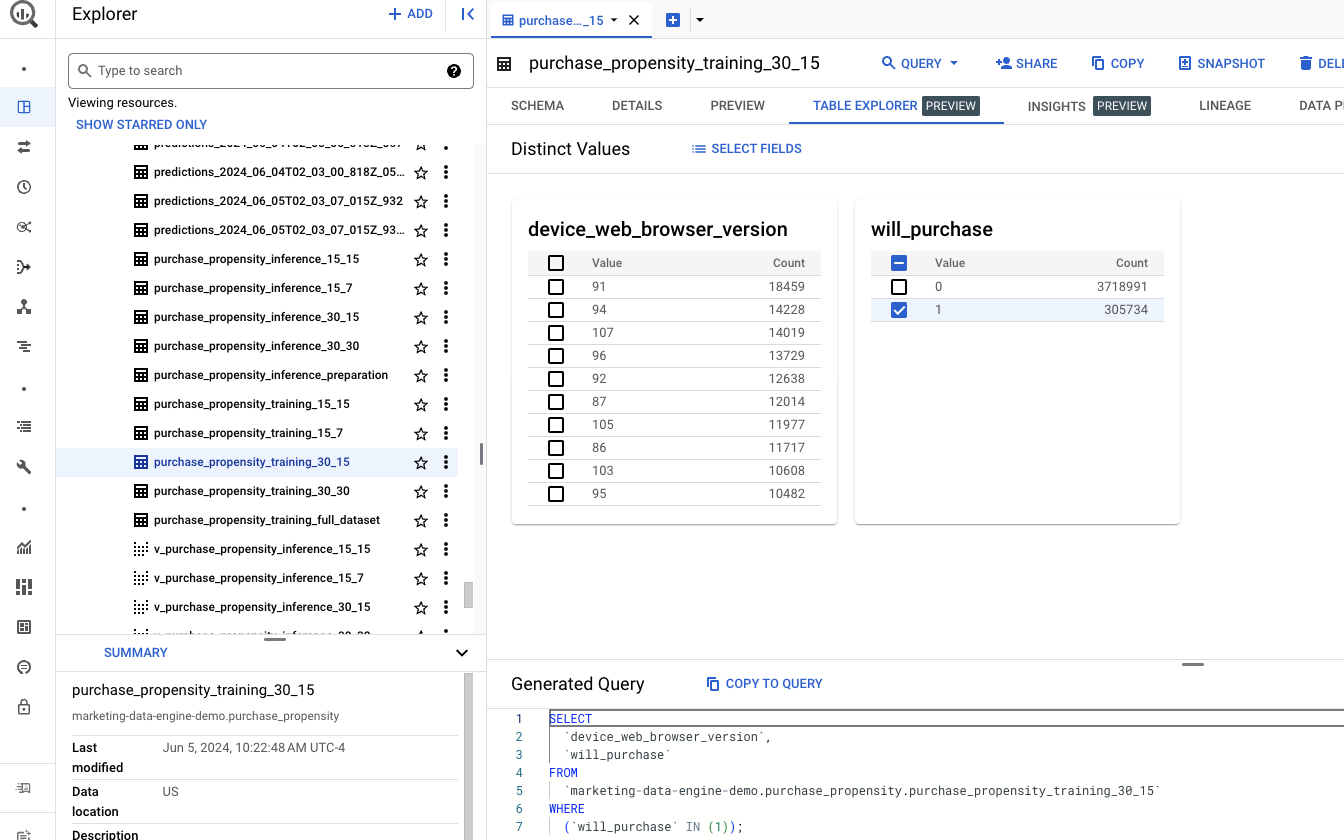 Explorer
ADD
Type to search
Viewing resources.
SHOW STARRED ONLY
predictions_2024_06_04T02_03_00_818Z_05...
predictions_2024_06_05T02_03_07_015Z_932
predictions_2024_06_05T02_03_07_015Z_93...
purchase_propensity_inference_15_15
purchase_propensity_inference_15_7
purchase_propensity_inference_30_15
purchase_propensity_inference_30_30
purchase_propensity_inference_preparation
purchase_propensity_training_15_15
purchase_propensity_training_15_7
purchase_propensity_training_30_15
purchase_propensity_training_30_30
purchase_propensity_training_full_dataset
v_purchase_propensity_inference_15_15
v_purchase_propensity_inference_15_7
v_purchase_propensity_inference_30_15
SUMMARY
purchase_propensity_training_30_15
marketing-data-engine-demo.purchase_propensity
Last modified Jun 5, 2024, 10:22:48 AM UTC-4
Data location US
Description
purchase..._15
purchase_propensity_training_30_15
QUERY SHARE COPY SNAPSHOT
SCHEMA DETAILS PREVIEW TABLE EXPLORER PREVIEW INSIGHTS PREVIEW LINEAGE DATA
Distinct Values SELECT FIELDS
device_web_browser_version
Value Count
91 18459
94 14228
107 14019
96 13729
92 12638
87 12014
105 11977
86 11717
103 10608
95 10482
will_purchase
Value Count
0 3718991
1 305734
Generated Query COPY TO QUERY
1 SELECT
2 `device_web_browser_version`,
3 `will_purchase`
4 FROM
5 `marketing-data-engine-demo.purchase_propensity.purchase_propensity_training_30_15`
6 WHERE
7 (`will_purchase` IN (1));